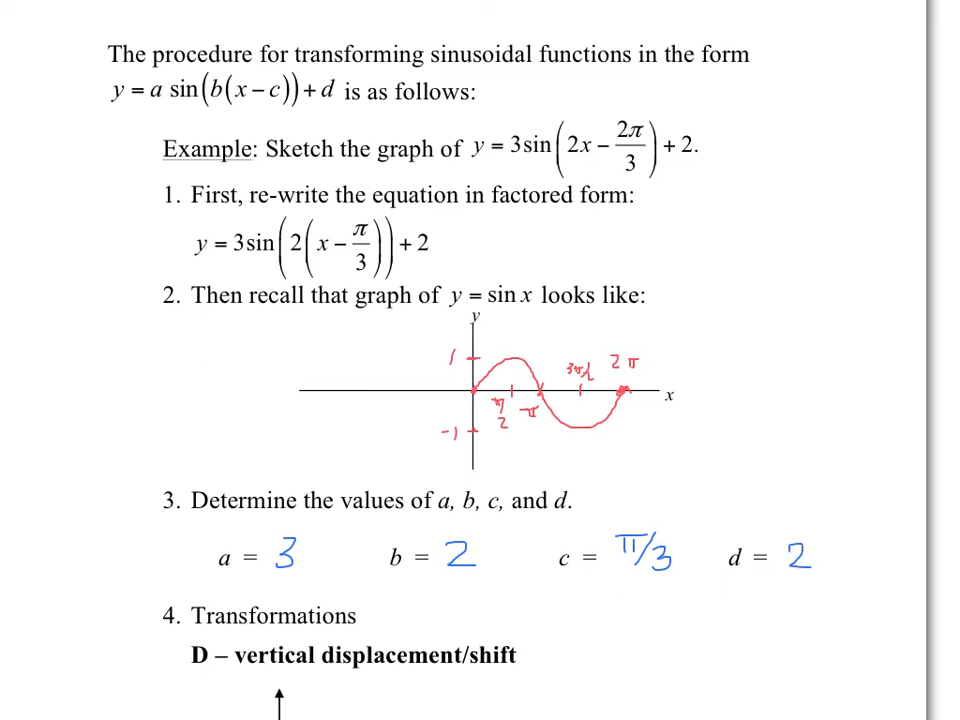 The procedure for transforming sinusoidal functions in the form
y = a sin(b(x − c)) + d is as follows:
Example: Sketch the graph of y = 3sin(2x − 2π/3) + 2.
1. First, re-write the equation in factored form:
y = 3sin(2(x − π/3)) + 2
2. Then recall that graph of y = sin x looks like:
y
1
3π/2 2π
x
π/2 π
-1
3. Determine the values of a, b, c, and d.
a = 3 b = 2 c = π/3 d = 2
4. Transformations
D – vertical displacement/shift